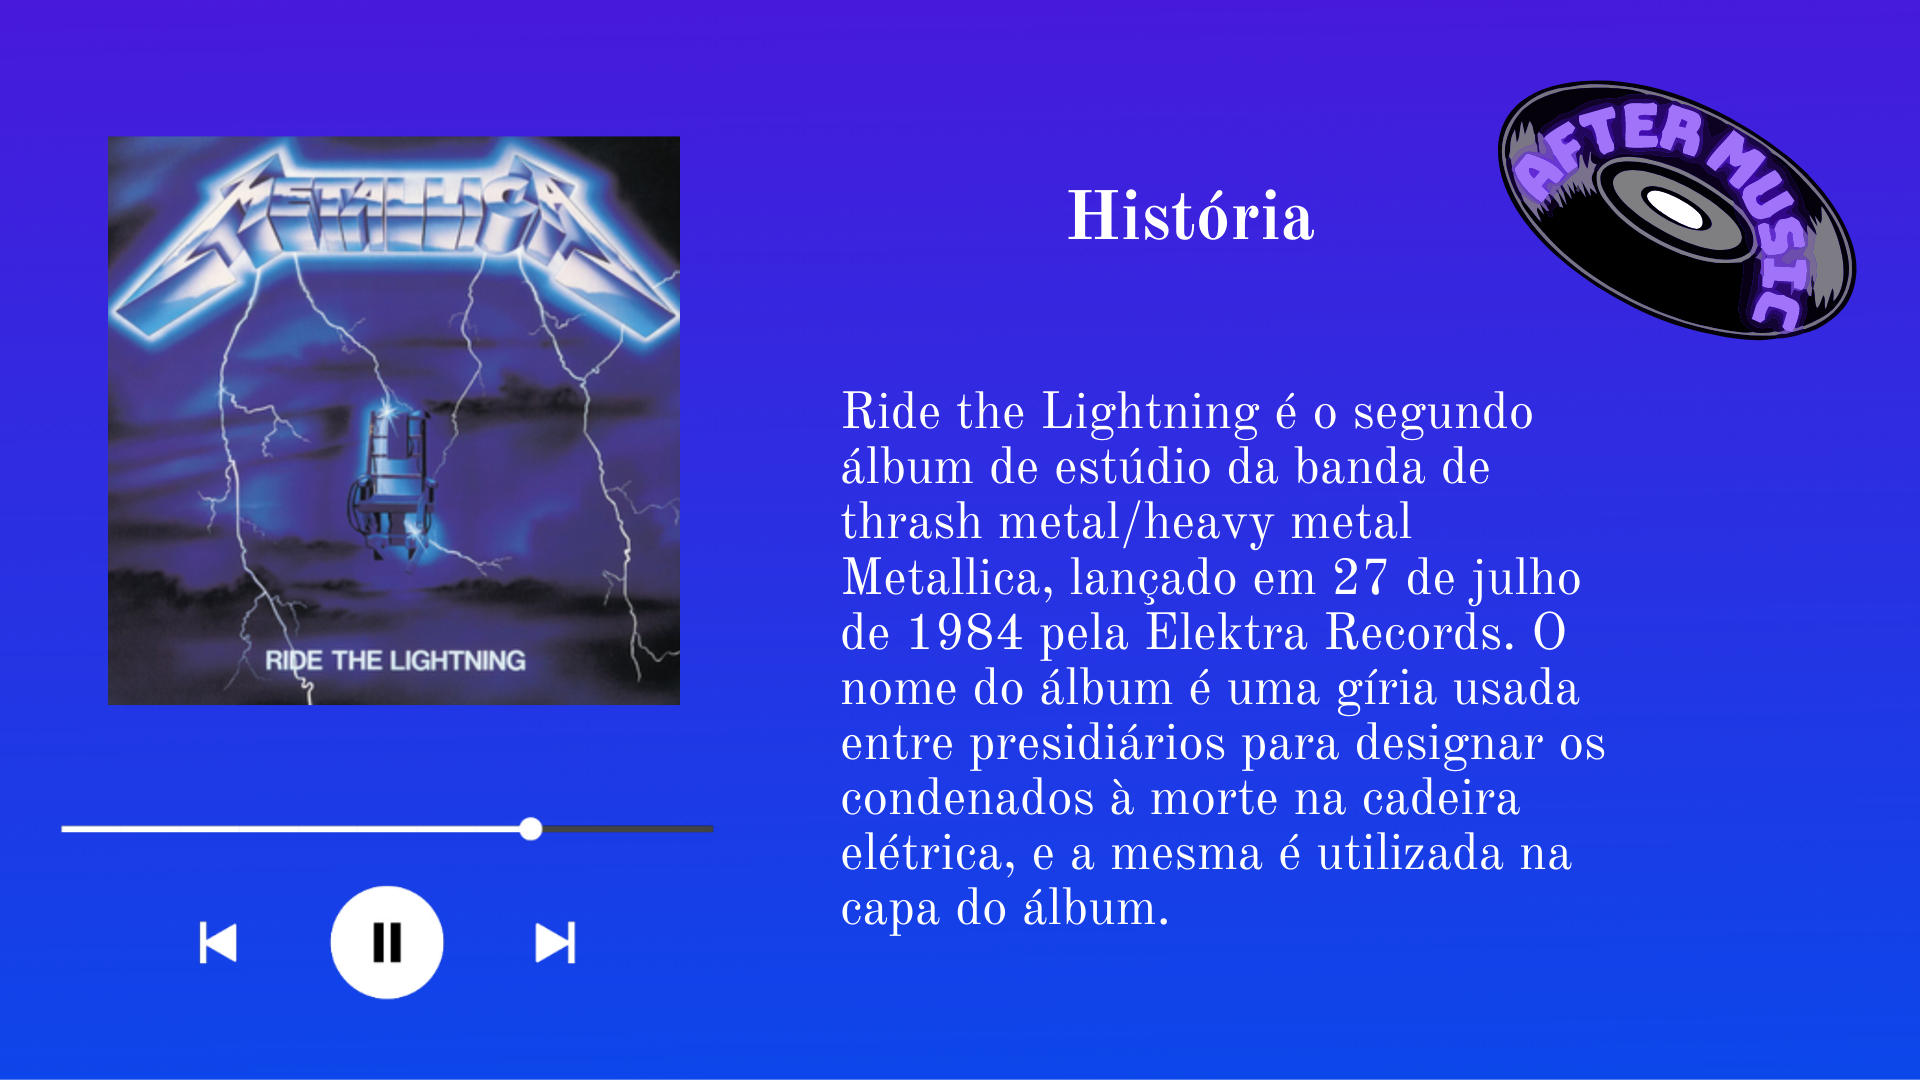 METALLICA
RIDE THE LIGHTNING
História
AFTER MUSIC
Ride the Lightning é o segundo
álbum de estúdio da banda de
thrash metal/heavy metal
Metallica, lançado em 27 de julho
de 1984 pela Elektra Records. O
nome do álbum é uma gíria usada
entre presidiários para designar os
condenados à morte na cadeira
elétrica, e a mesma é utilizada na
capa do álbum.